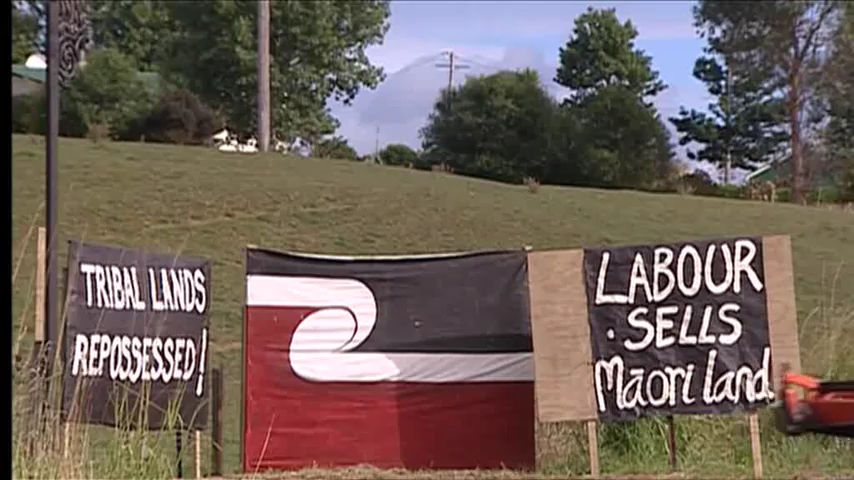 TRIBAL LANDS
REPOSSESSED!
LABOUR
SELLS
Māori land